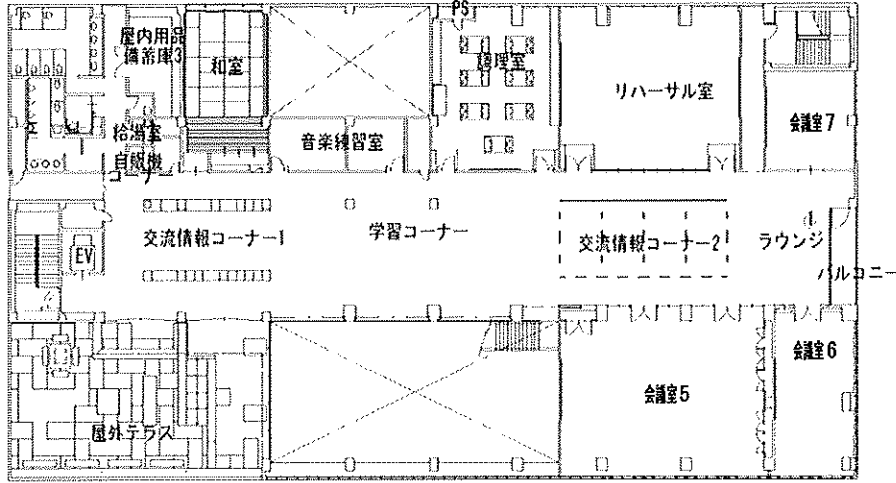 PS
屋内用品
備蓄庫3
和室
調理室
リハーサル室
会議室7
給湯室
自販機
音楽練習室
コーナー
EV
交流情報コーナー1
学習コーナー
交流情報コーナー2
ラウンジ
バルコニー
会議室5
会議室6
屋外テラス